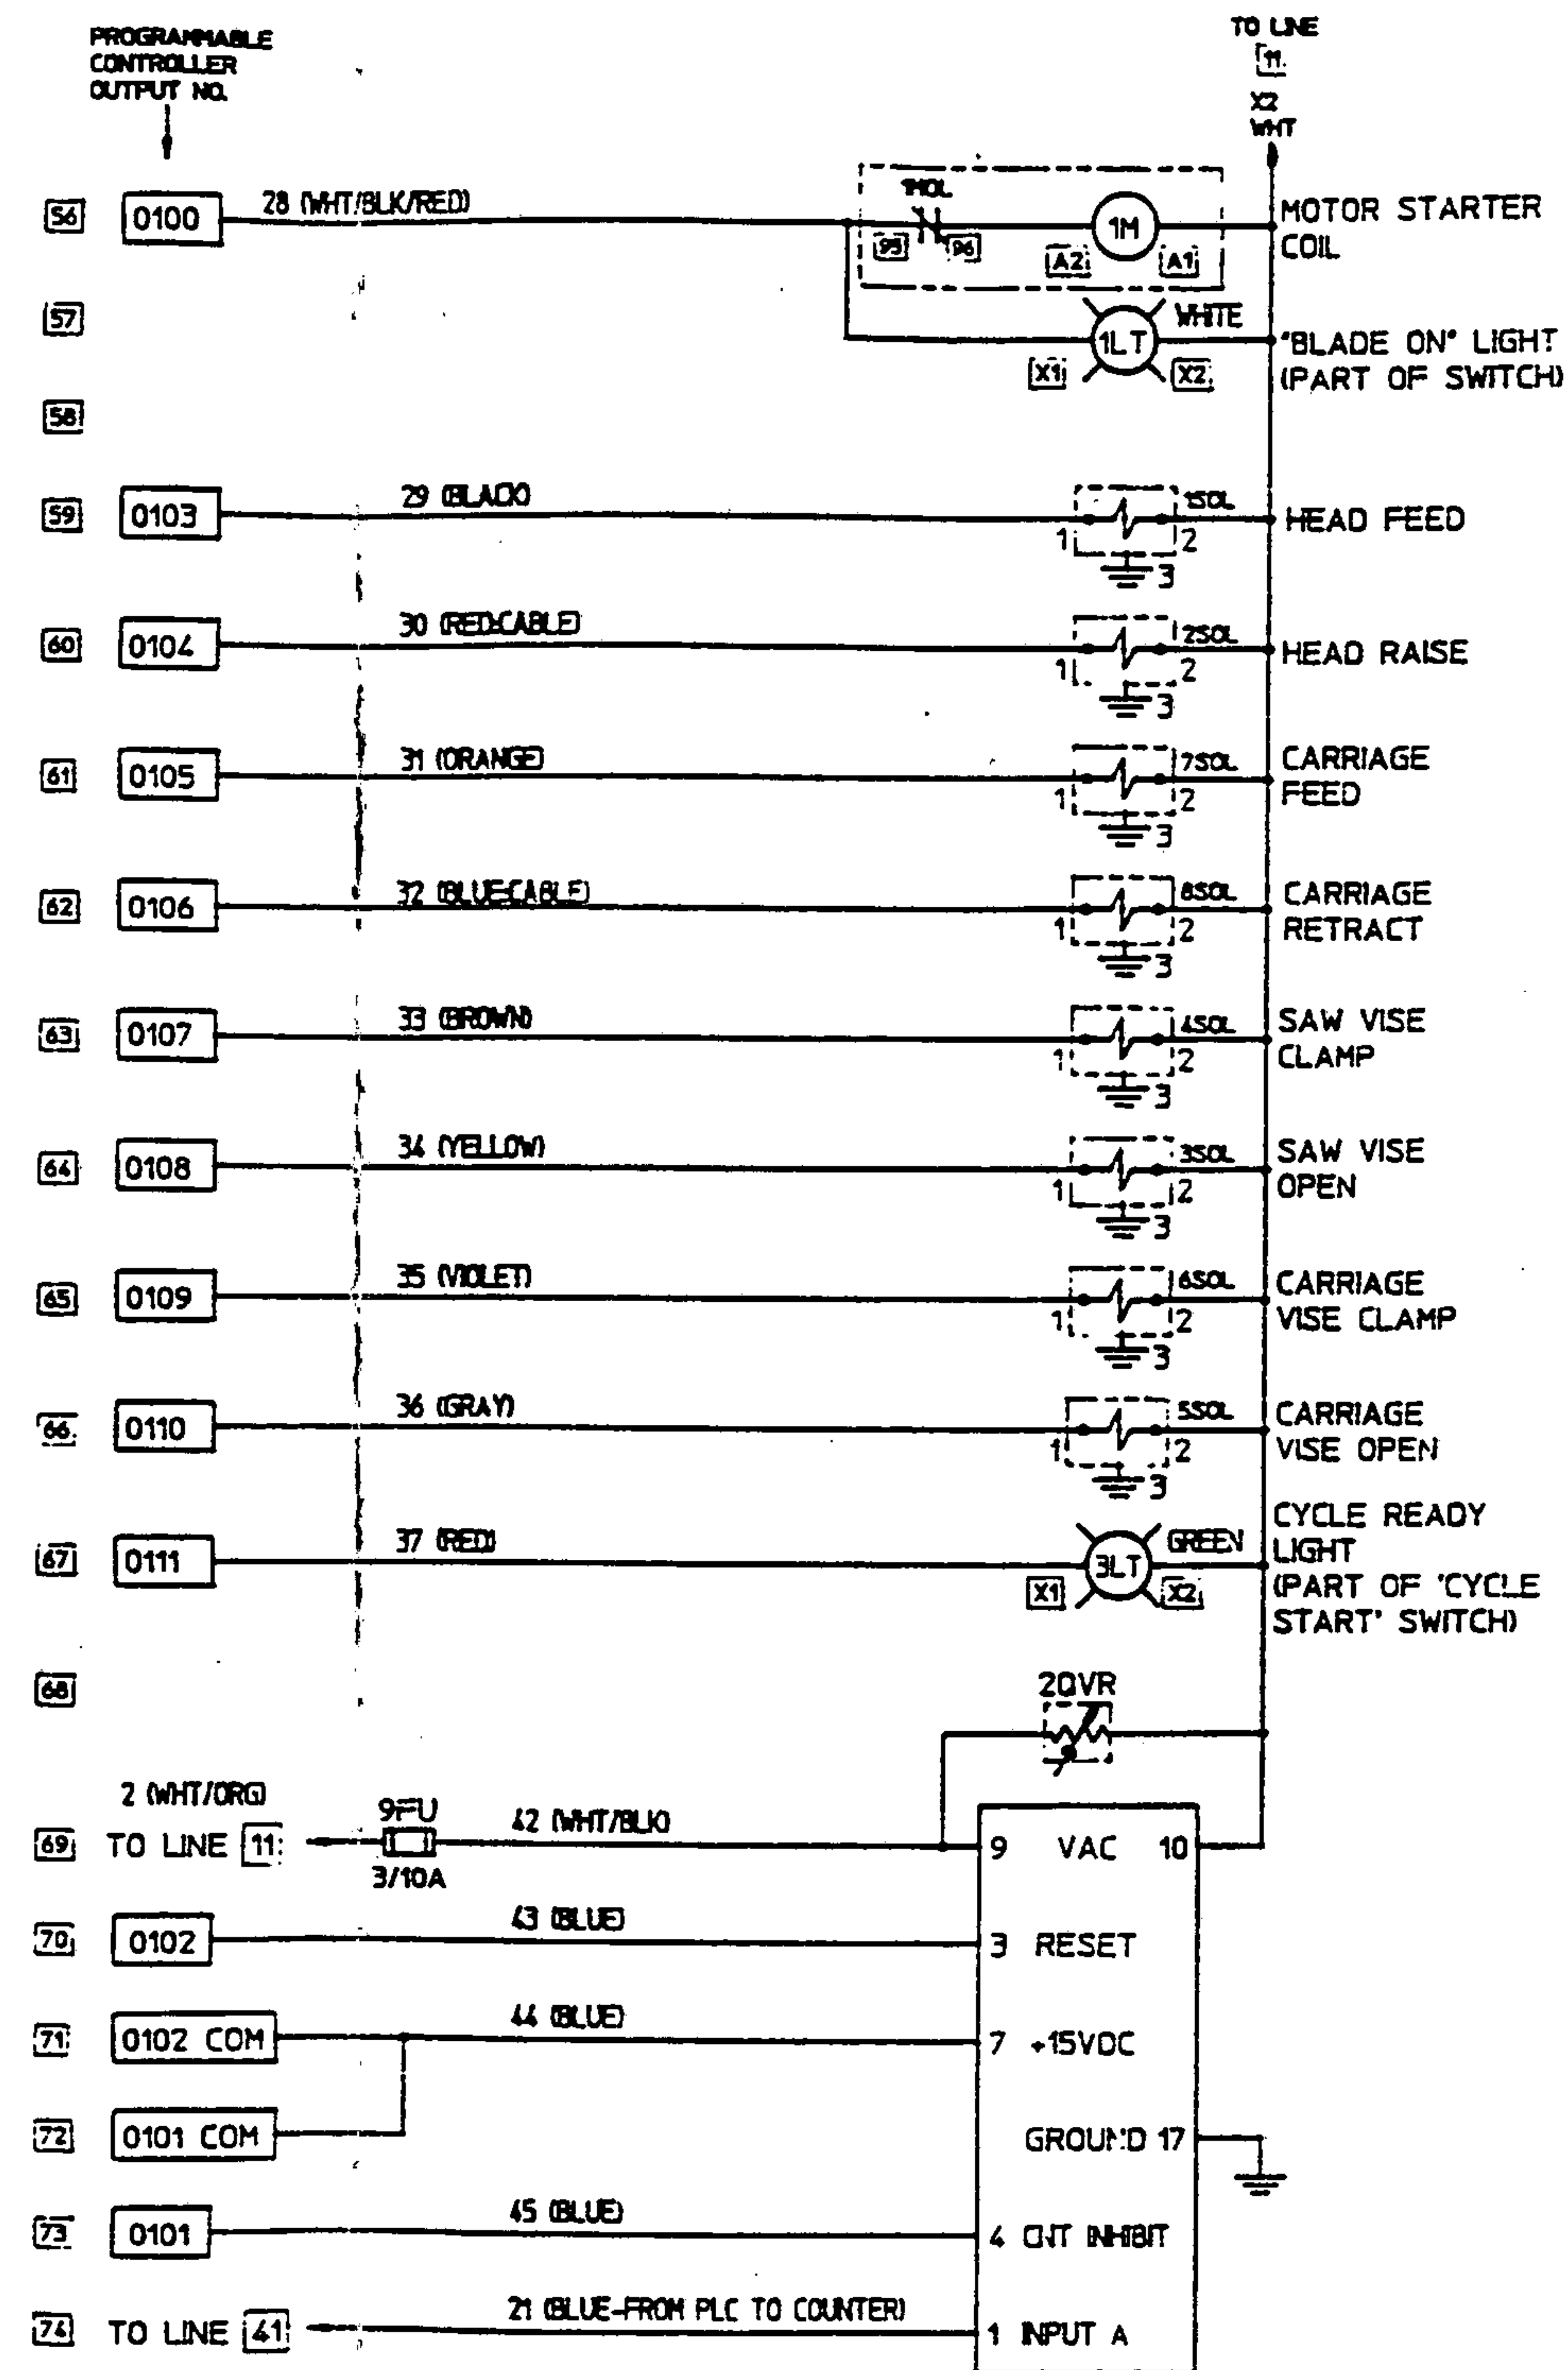 PROGRAMMABLE
CONTROLLER
OUTPUT NO.
TO LINE
11
X2
WHT
56 0100 28 (WHT/BLK/RED) 1MOL 95 96 1M A2 A1 MOTOR STARTER
COIL
57 1LT WHITE X1 X2 "BLADE ON" LIGHT
(PART OF SWITCH)
58
59 0103 29 (BLACK) 1SOL 1 2 3 HEAD FEED
60 0104 30 (RED-CABLE) 2SOL 1 2 3 HEAD RAISE
61 0105 31 (ORANGE) 7SOL 1 2 3 CARRIAGE
FEED
62 0106 32 (BLUE-CABLE) 8SOL 1 2 3 CARRIAGE
RETRACT
63 0107 33 (BROWN) 4SOL 1 2 3 SAW VISE
CLAMP
64 0108 34 (YELLOW) 3SOL 1 2 3 SAW VISE
OPEN
65 0109 35 (VIOLET) 6SOL 1 2 3 CARRIAGE
VISE CLAMP
66 0110 36 (GRAY) 5SOL 1 2 3 CARRIAGE
VISE OPEN
67 0111 37 (RED) 3LT GREEN X1 X2 CYCLE READY
LIGHT
(PART OF 'CYCLE
START' SWITCH)
68
2QVR
2 (WHT/ORG)
69 TO LINE 11 9FU 3/10A 42 (WHT/BLK) 9 VAC 10
70 0102 43 (BLUE) 3 RESET
71 0102 COM 44 (BLUE) 7 +15VDC
72 0101 COM GROUND 17
73 0101 45 (BLUE) 4 CNT INHIBIT
74 TO LINE 41 21 (BLUE-FROM PLC TO COUNTER) 1 INPUT A